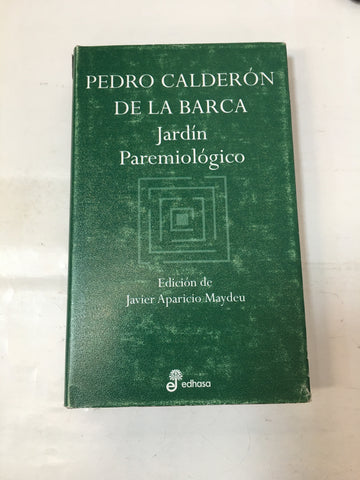 PEDRO CALDERÓN
DE LA BARCA
Jardín
Paremiológico
Edición de
Javier Aparicio Maydeu
edhasa